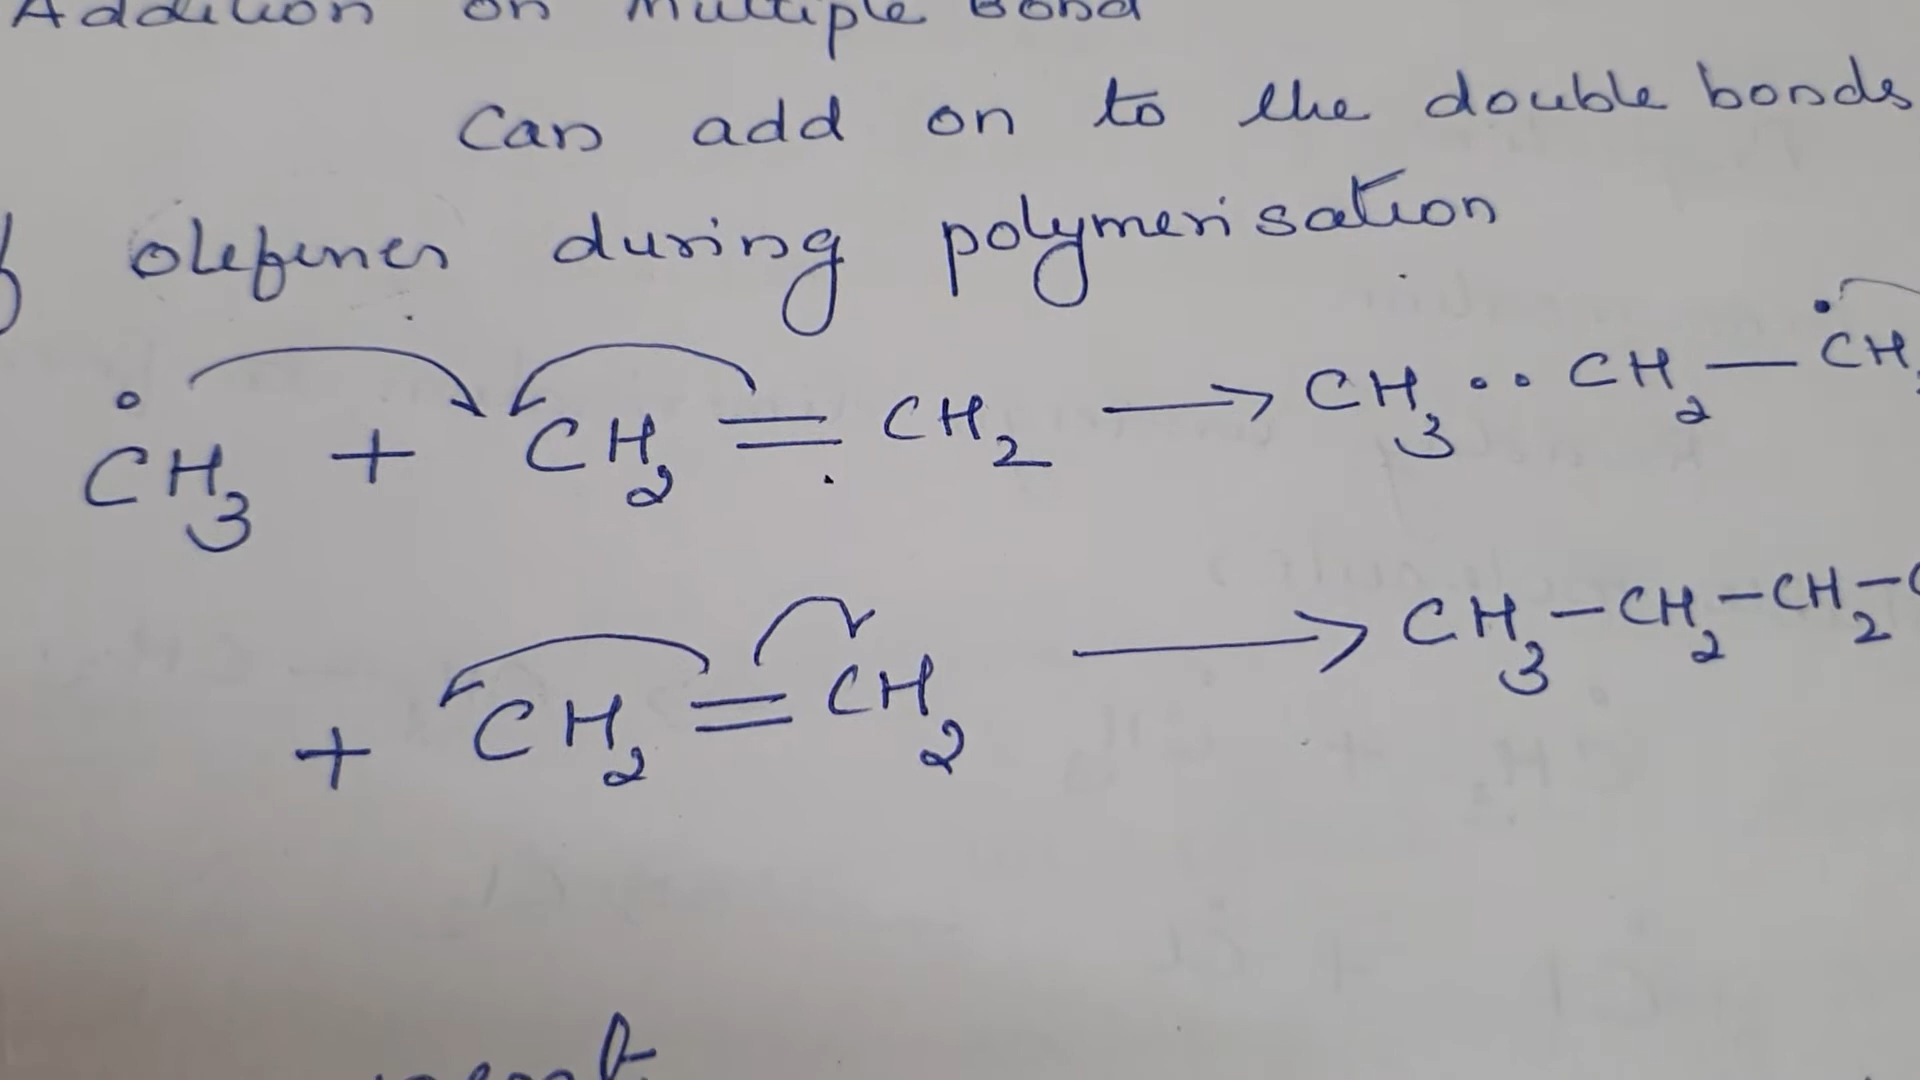 Addition on Multiple Bond
Can add on to the double bonds
olefines during polymerisation
ĊH₃ + CH₂ = CH₂ → CH₃ •• CH₂ — ĊH
+ CH₂ = CH₂ → CH₃ – CH₂ – CH₂ –